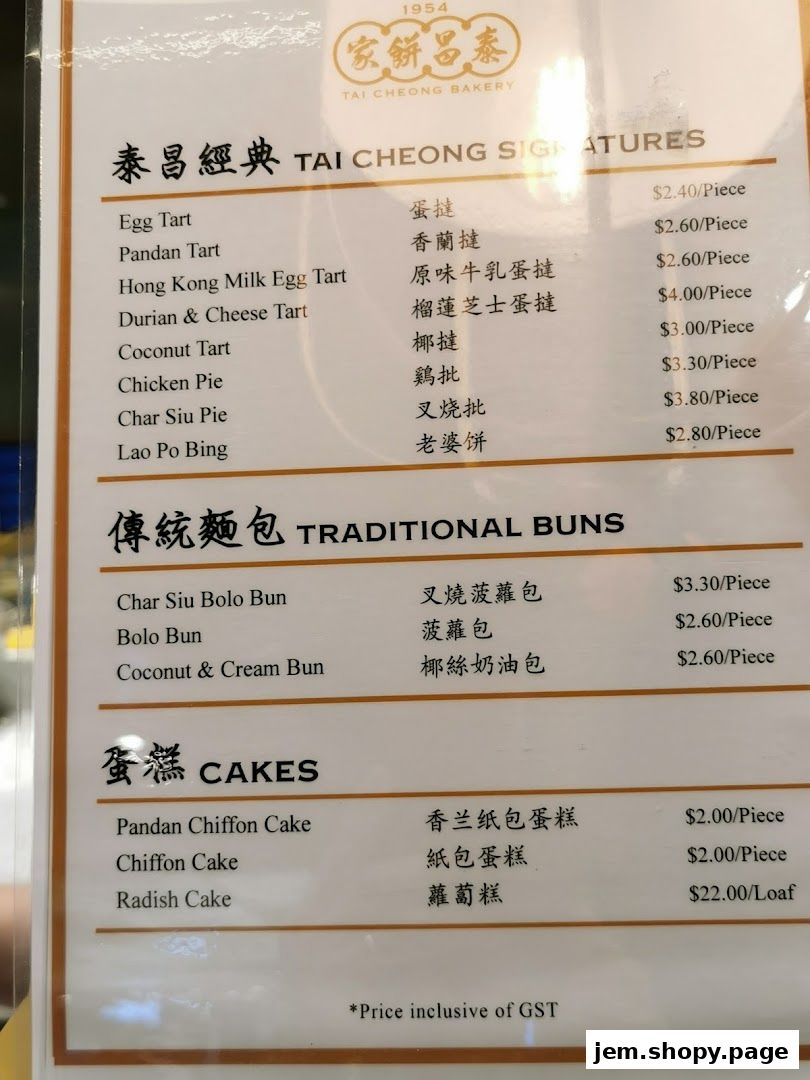 1954
家餅昌泰
TAI CHEONG BAKERY
泰昌經典 TAI CHEONG SIGNATURES
Egg Tart 蛋撻 $2.40/Piece
Pandan Tart 香蘭撻 $2.60/Piece
Hong Kong Milk Egg Tart 原味牛乳蛋撻 $2.60/Piece
Durian & Cheese Tart 榴蓮芝士蛋撻 $4.00/Piece
Coconut Tart 椰撻 $3.00/Piece
Chicken Pie 鷄批 $3.30/Piece
Char Siu Pie 叉烧批 $3.80/Piece
Lao Po Bing 老婆饼 $2.80/Piece
傳統麵包 TRADITIONAL BUNS
Char Siu Bolo Bun 叉燒菠蘿包 $3.30/Piece
Bolo Bun 菠蘿包 $2.60/Piece
Coconut & Cream Bun 椰絲奶油包 $2.60/Piece
蛋糕 CAKES
Pandan Chiffon Cake 香兰纸包蛋糕 $2.00/Piece
Chiffon Cake 紙包蛋糕 $2.00/Piece
Radish Cake 蘿蔔糕 $22.00/Loaf
*Price inclusive of GST
jem.shopy.page